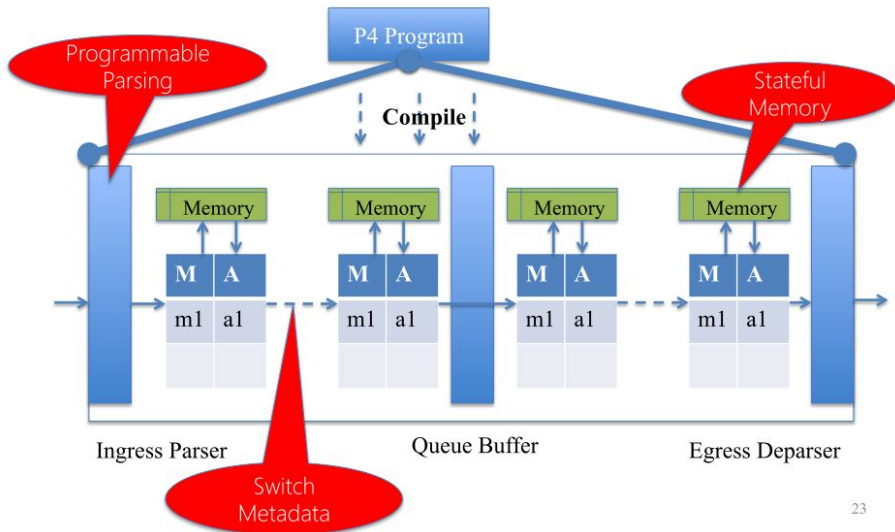 P4 Program
Programmable
Parsing
Stateful
Memory
Compile
Memory
Memory
Memory
Memory
M A
M A
M A
M A
m1 a1
m1 a1
m1 a1
m1 a1
Ingress Parser
Queue Buffer
Egress Deparser
Switch
Metadata
23